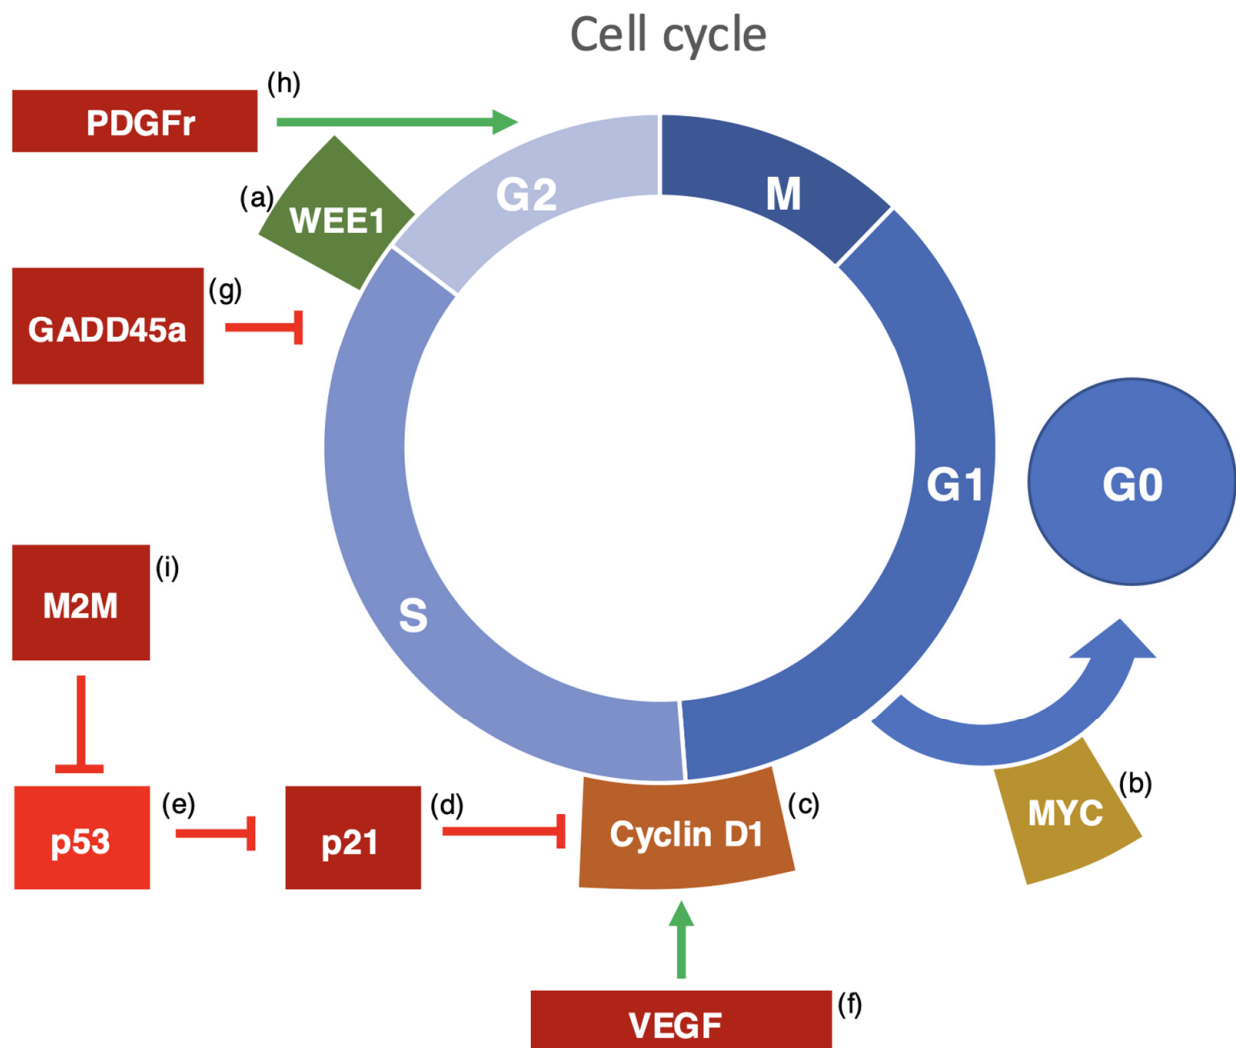 Cell cycle
PDGFr
(h)
(a)
WEE1
G2
M
GADD45a
(g)
G1
G0
M2M
(i)
S
p53
(e)
p21
(d)
Cyclin D1
(c)
MYC
(b)
VEGF
(f)